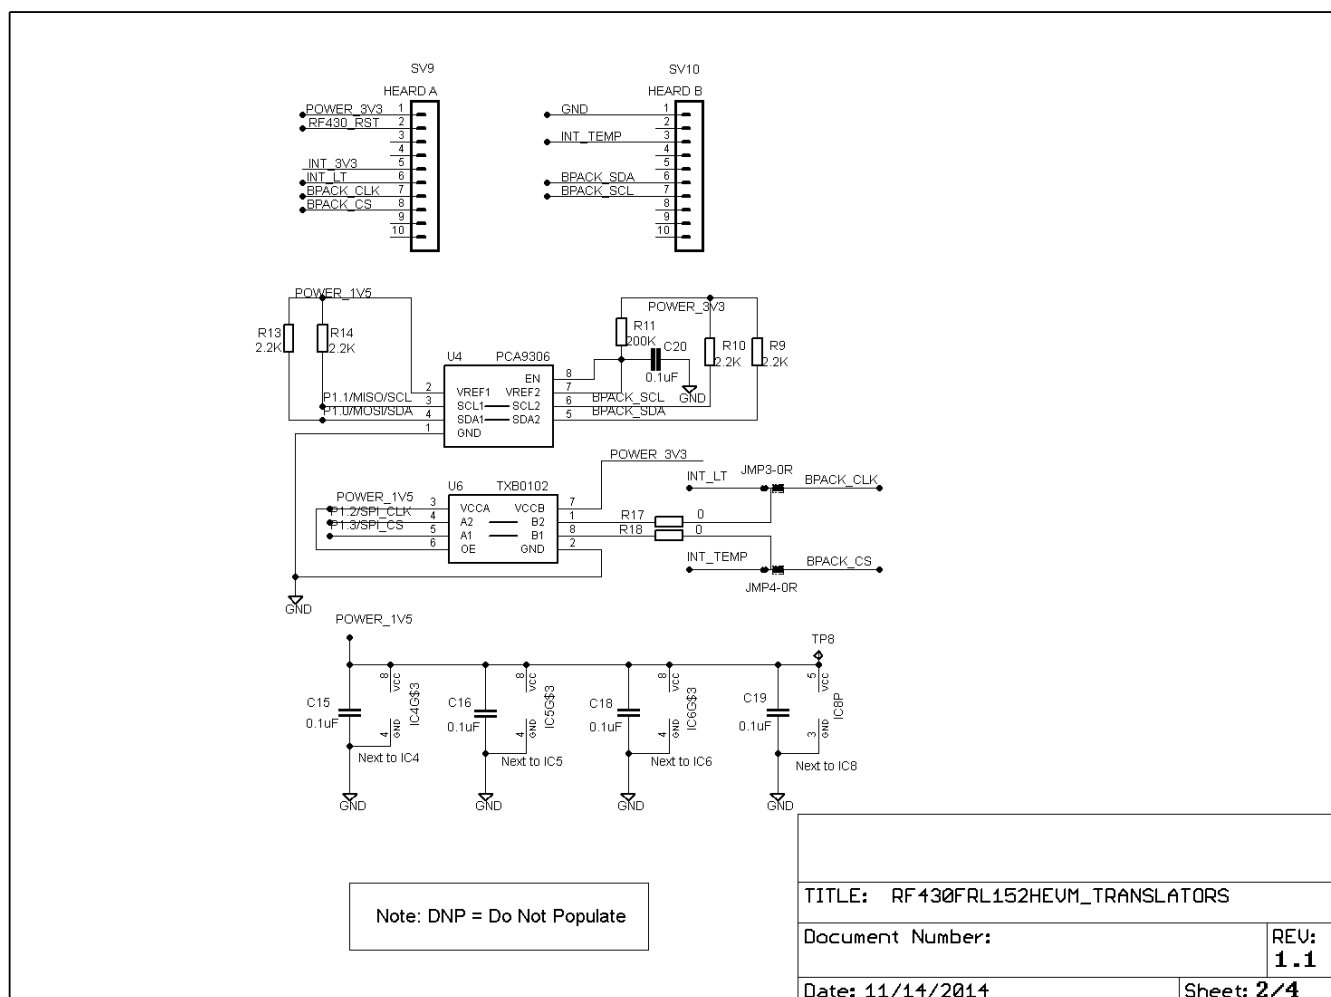 SV9
HEARD A
POWER_3V3 1
RF430_RST 2
3
4
INT_3V3 5
INT_LT 6
BPACK_CLK 7
BPACK_CS 8
9
10
SV10
HEARD B
GND 1
2
INT_TEMP 3
4
5
BPACK_SDA 6
BPACK_SCL 7
8
9
10
POWER_1V5
R13
2.2K
R14
2.2K
U4 PCA9306
EN 8
2 VREF1 VREF2 7
P1.1/MISO/SCL 3 SCL1 SCL2 6 BPACK_SCL
P1.0/MOSI/SDA 4 SDA1 SDA2 5 BPACK_SDA
1 GND
POWER_3V3
R11
200K
C20
0.1uF
GND
R10
2.2K
R9
2.2K
U6 TXB0102
POWER_3V3
POWER_1V5 3 VCCA VCCB 7
P1.2/SPI_CLK 4 A2 B2 1 R17 0
P1.3/SPI_CS 5 A1 B1 8 R18 0
6 OE GND 2
INT_LT JMP3-0R BPACK_CLK
INT_TEMP JMP4-0R BPACK_CS
GND
POWER_1V5
TP8
C15
0.1uF
8 VCC
4 GND
IC4G$3
Next to IC4
GND
C16
0.1uF
8 VCC
4 GND
IC5G$3
Next to IC5
GND
C18
0.1uF
8 VCC
4 GND
IC6G$3
Next to IC6
GND
C19
0.1uF
5 VCC
3 GND
IC8P
Next to IC8
GND
Note: DNP = Do Not Populate
TITLE: RF430FRL152HEVM_TRANSLATORS
Document Number:
REV:
1.1
Date: 11/14/2014
Sheet: 2/4